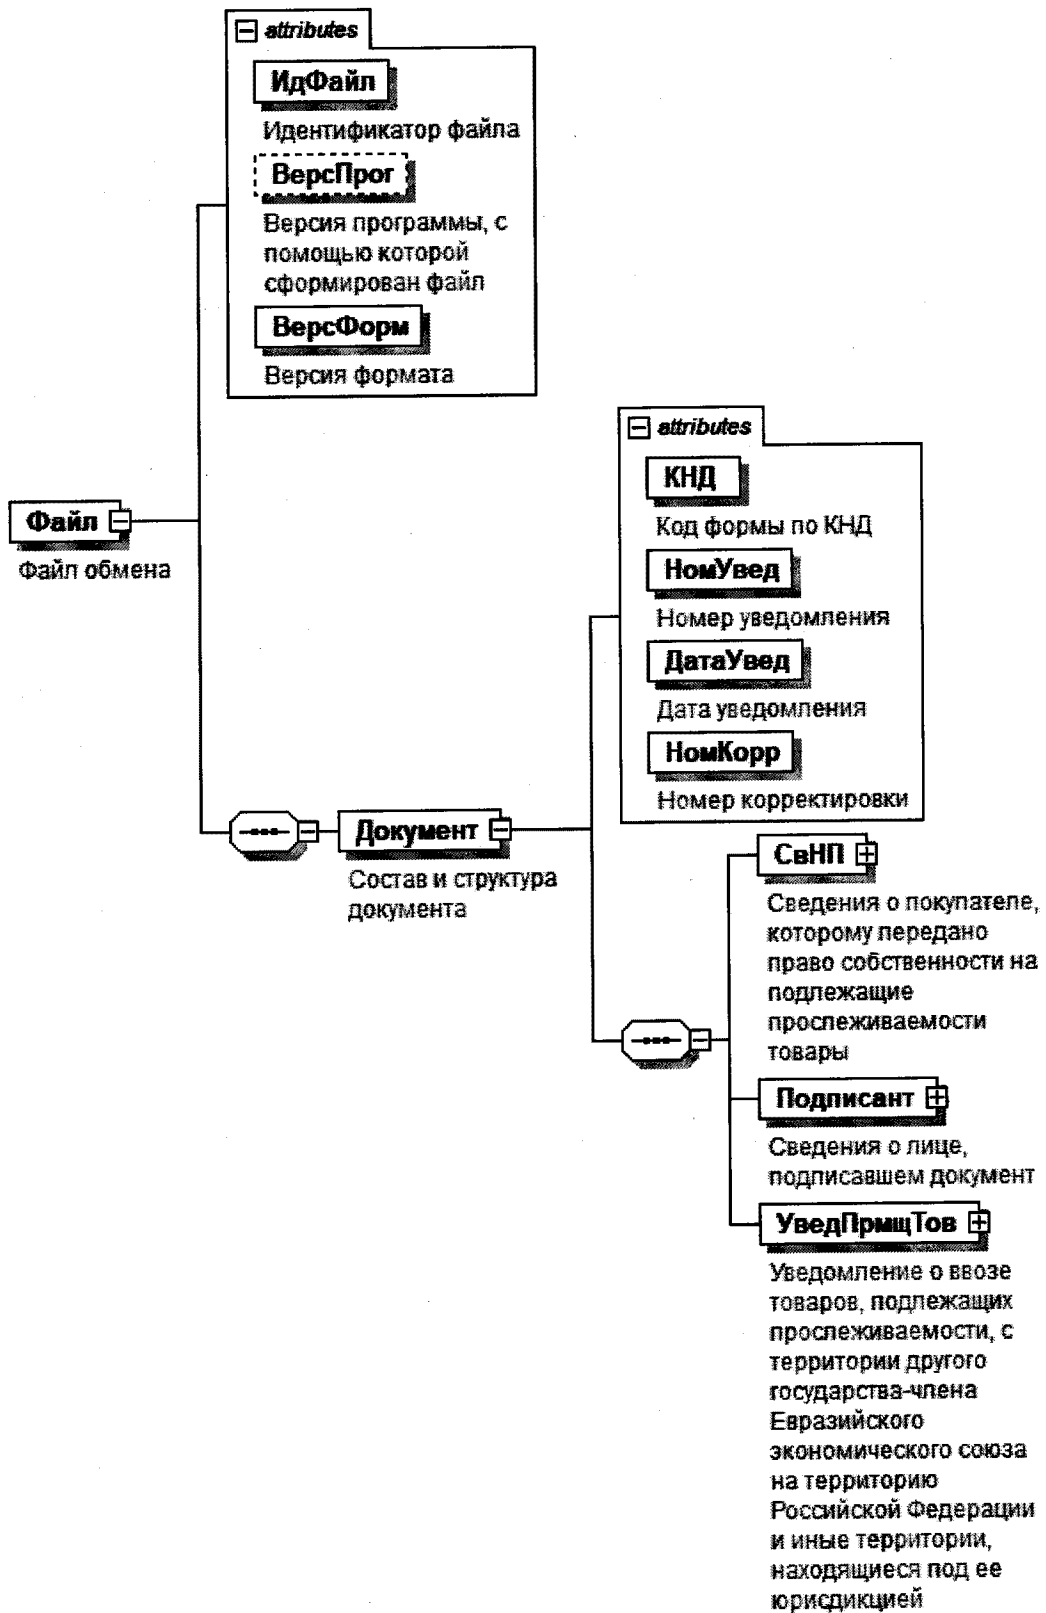 attributes
ИдФайл
Идентификатор файла
ВерсПрог
Версия программы, с
помощью которой
сформирован файл
ВерсФорм
Версия формата
Файл
Файл обмена
attributes
КНД
Код формы по КНД
НомУвед
Номер уведомления
ДатаУвед
Дата уведомления
НомКорр
Номер корректировки
Документ
Состав и структура
документа
СвНП
Сведения о покупателе,
которому передано
право собственности на
подлежащие
прослеживаемости
товары
Подписант
Сведения о лице,
подписавшем документ
УведПрмщТов
Уведомление о ввозе
товаров, подлежащих
прослеживаемости, с
территории другого
государства-члена
Евразийского
экономического союза
на территорию
Российской Федерации
и иные территории,
находящиеся под ее
юрисдикцией